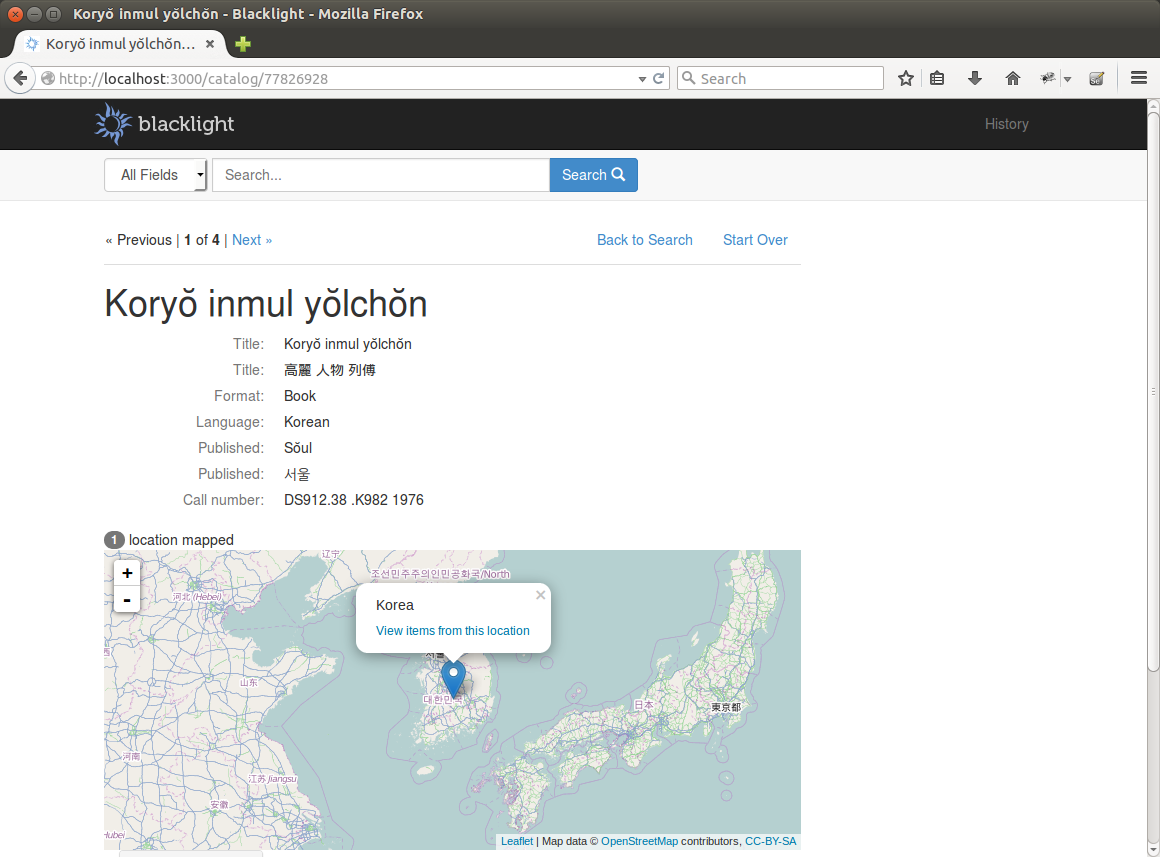 Koryŏ inmul yŏlchŏn - Blacklight - Mozilla Firefox
Koryŏ inmul yŏlchŏn...
http://localhost:3000/catalog/77826928
Search
blacklight
History
All Fields
Search...
Search
« Previous | 1 of 4 | Next »
Back to Search
Start Over
Koryŏ inmul yŏlchŏn
Title: Koryŏ inmul yŏlchŏn
Title: 高麗 人物 列傅
Format: Book
Language: Korean
Published: Sŏul
Published: 서울
Call number: DS912.38 .K982 1976
1 location mapped
辽宁
조선민주주의인민공화국/North
+
-
河北 (Hebei)
Korea
×
View items from this location
山东
대한민국
日本
東京都
河南
江苏 Jiangsu
安徽
Hubei
Leaflet | Map data © OpenStreetMap contributors, CC-BY-SA